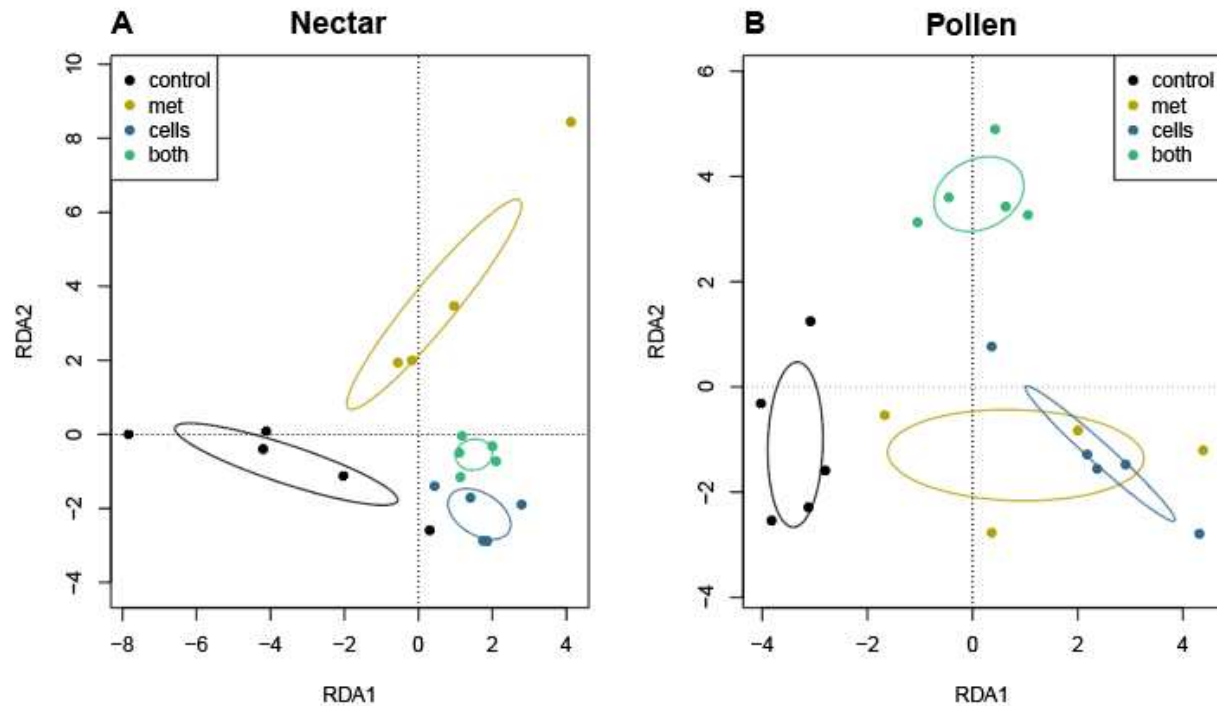 A Nectar
control
met
cells
both
10
8
6
4
2
0
−2
−4
RDA2
−8 −6 −4 −2 0 2 4
RDA1
B Pollen
control
met
cells
both
6
4
2
0
−2
−4
RDA2
−4 −2 0 2 4
RDA1